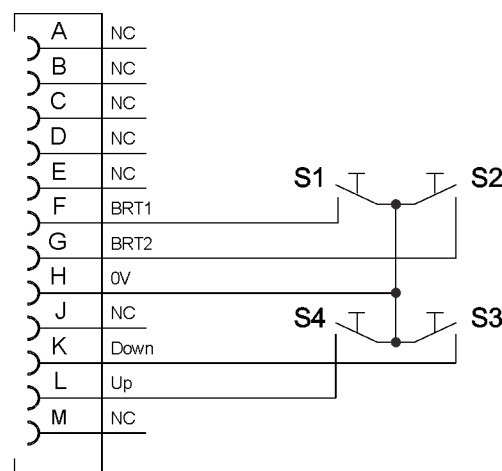 A NC
B NC
C NC
D NC
E NC
S1 S2
F BRT1
G BRT2
H 0V
J NC
S4 S3
K Down
L Up
M NC